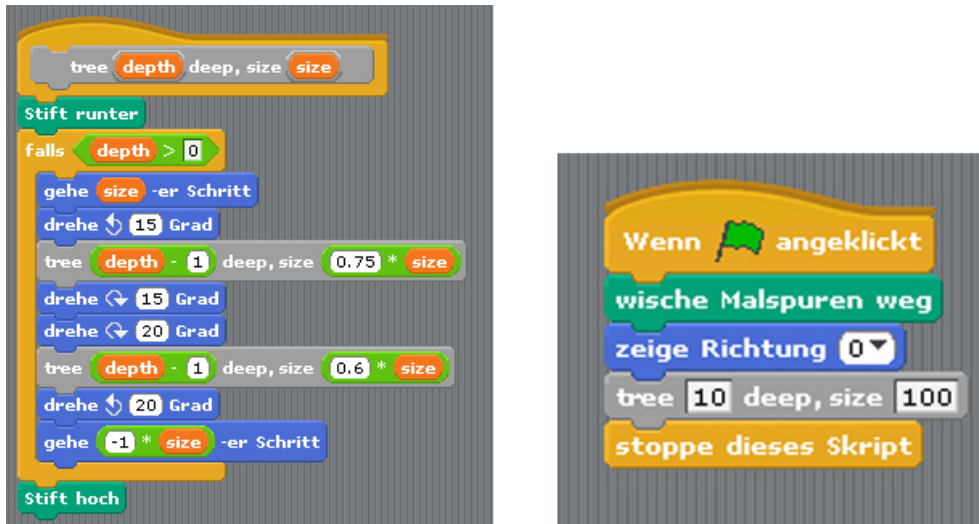 tree depth deep, size size
Stift runter
falls depth > 0
gehe size -er Schritt
drehe 15 Grad
tree depth - 1 deep, size 0.75 * size
drehe 15 Grad
drehe 20 Grad
tree depth - 1 deep, size 0.6 * size
drehe 20 Grad
gehe -1 * size -er Schritt
Stift hoch
Wenn angeklickt
wische Malspuren weg
zeige Richtung 0
tree 10 deep, size 100
stoppe dieses Skript